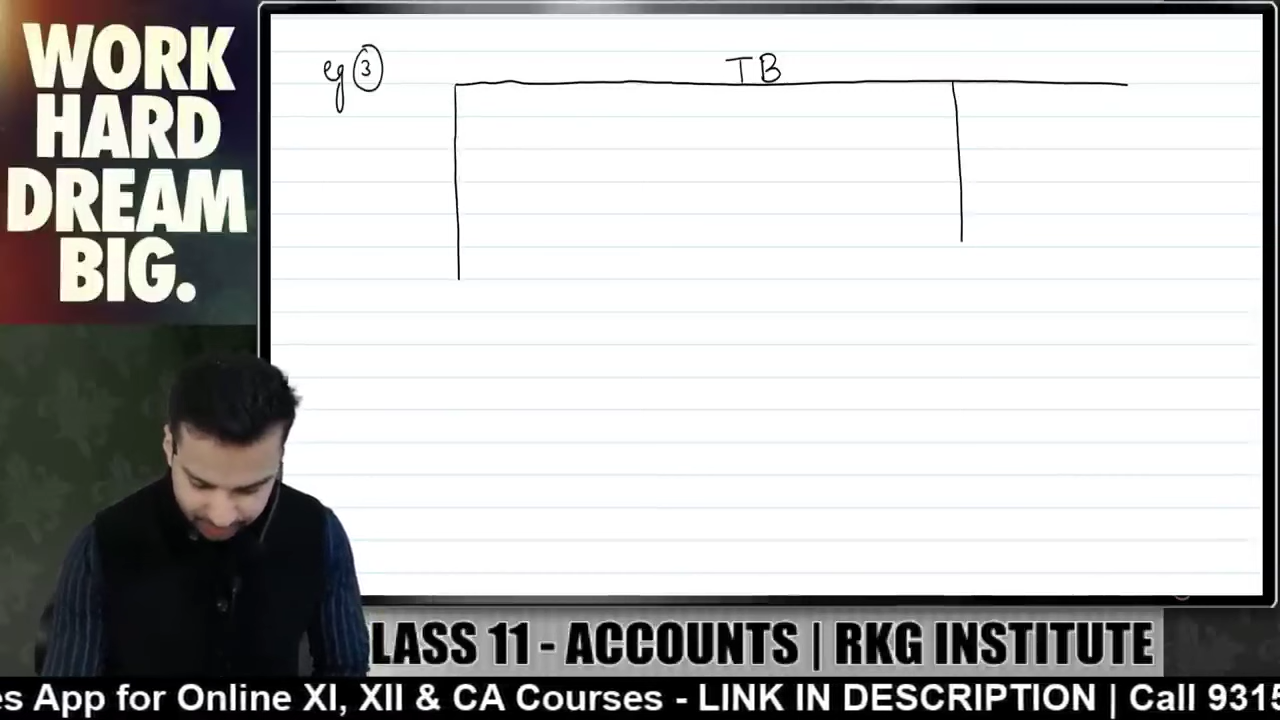 WORK
HARD
DREAM
BIG.
eg 3
TB
LASS 11 - ACCOUNTS | RKG INSTITUTE
es App for Online XI, XII & CA Courses - LINK IN DESCRIPTION | Call 9315